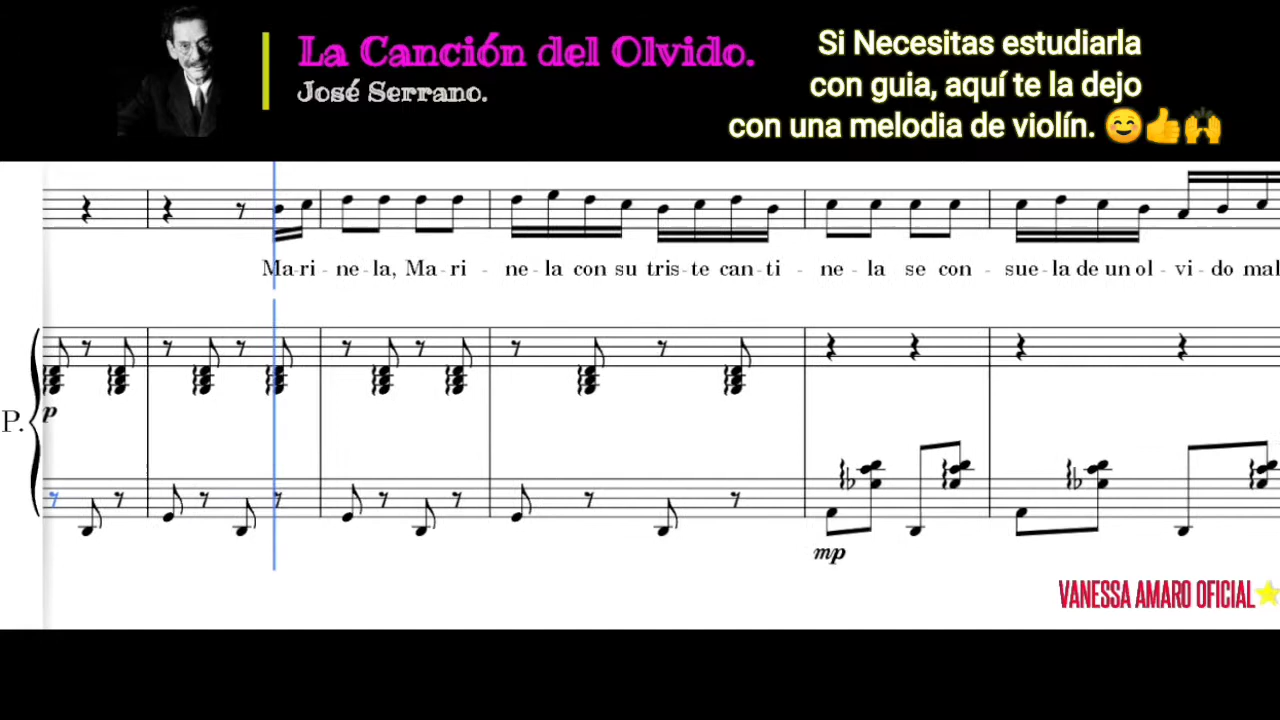 La Canción del Olvido.
José Serrano.
Si Necesitas estudiarla
con guia, aquí te la dejo
con una melodia de violín. 😊👍🙌
Ma-ri - ne-la, Ma-ri - ne-la con su tris-te can-ti - ne-la se con - sue-la de un ol - vi-do mal
p
P.
mp
VANESSA AMARO OFICIAL⭐